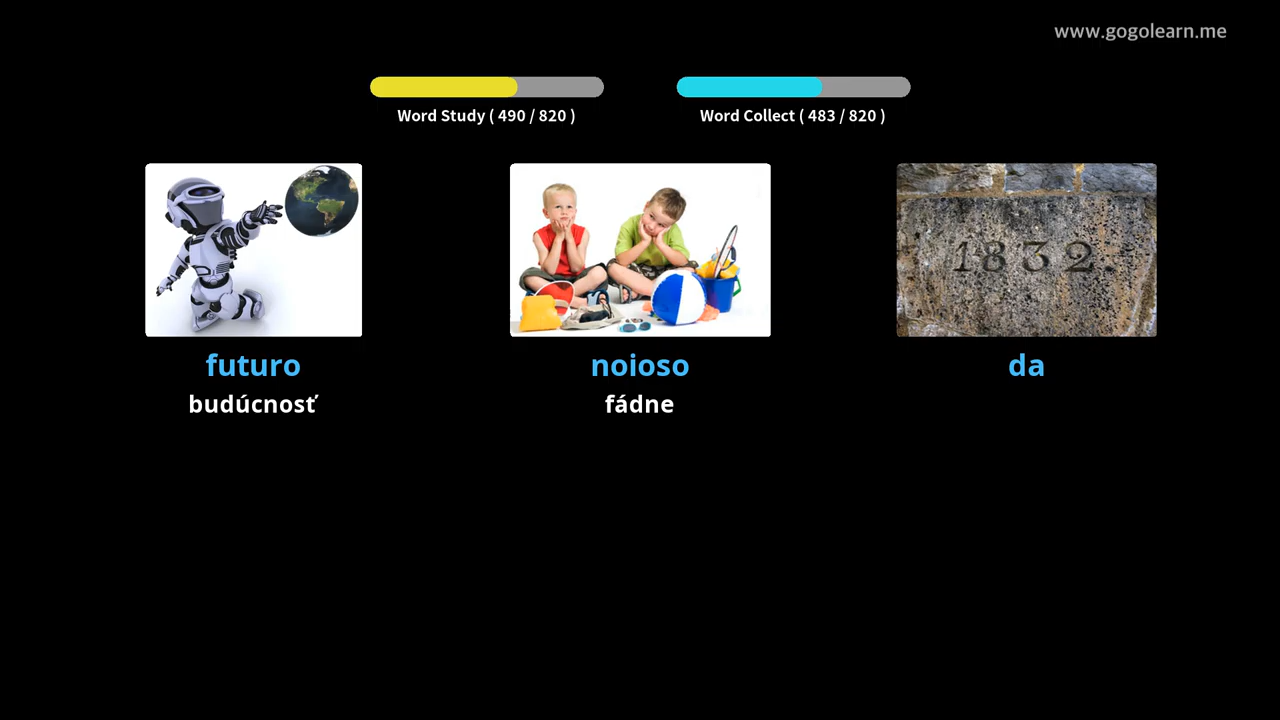 www.gogolearn.me
Word Study ( 490 / 820 )
Word Collect ( 483 / 820 )
1832.
futuro
noioso
da
budúcnosť
fádne